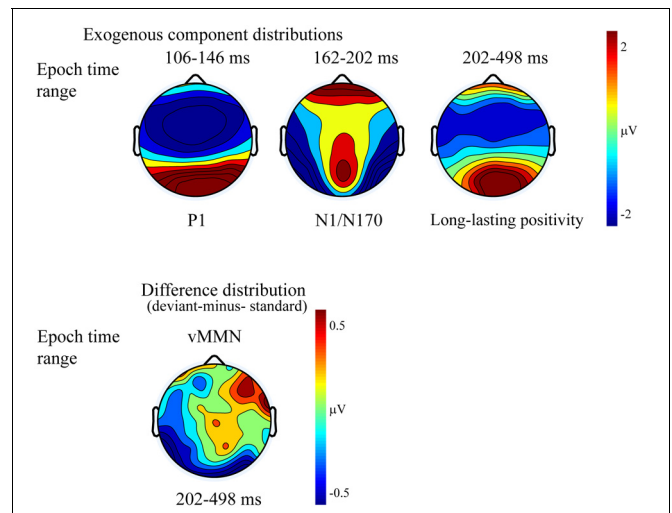 Exogenous component distributions
106-146 ms 162-202 ms 202-498 ms
Epoch time
range
2
μV
-2
P1 N1/N170 Long-lasting positivity
Difference distribution
(deviant-minus- standard)
Epoch time
range
vMMN
0.5
μV
-0.5
202-498 ms